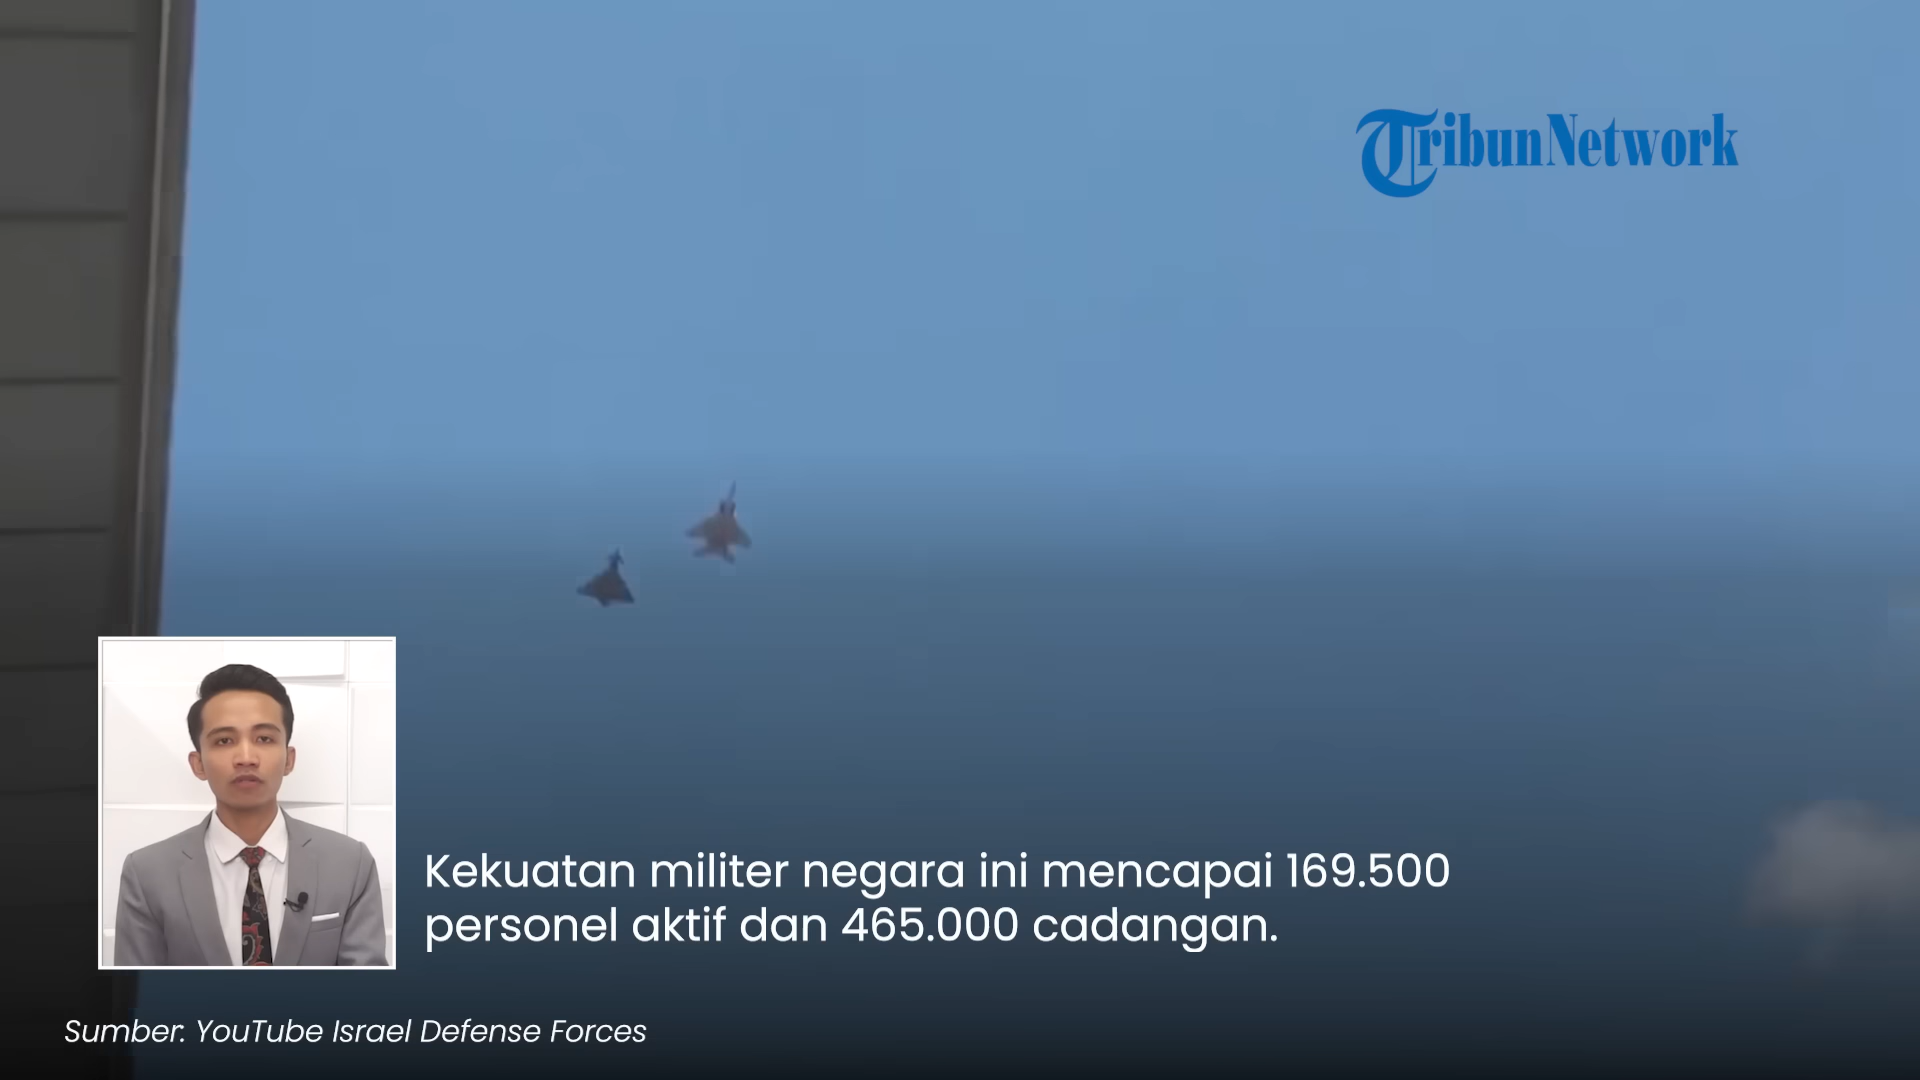 TribunNetwork
Kekuatan militer negara ini mencapai 169.500
personel aktif dan 465.000 cadangan.
Sumber: YouTube Israel Defense Forces